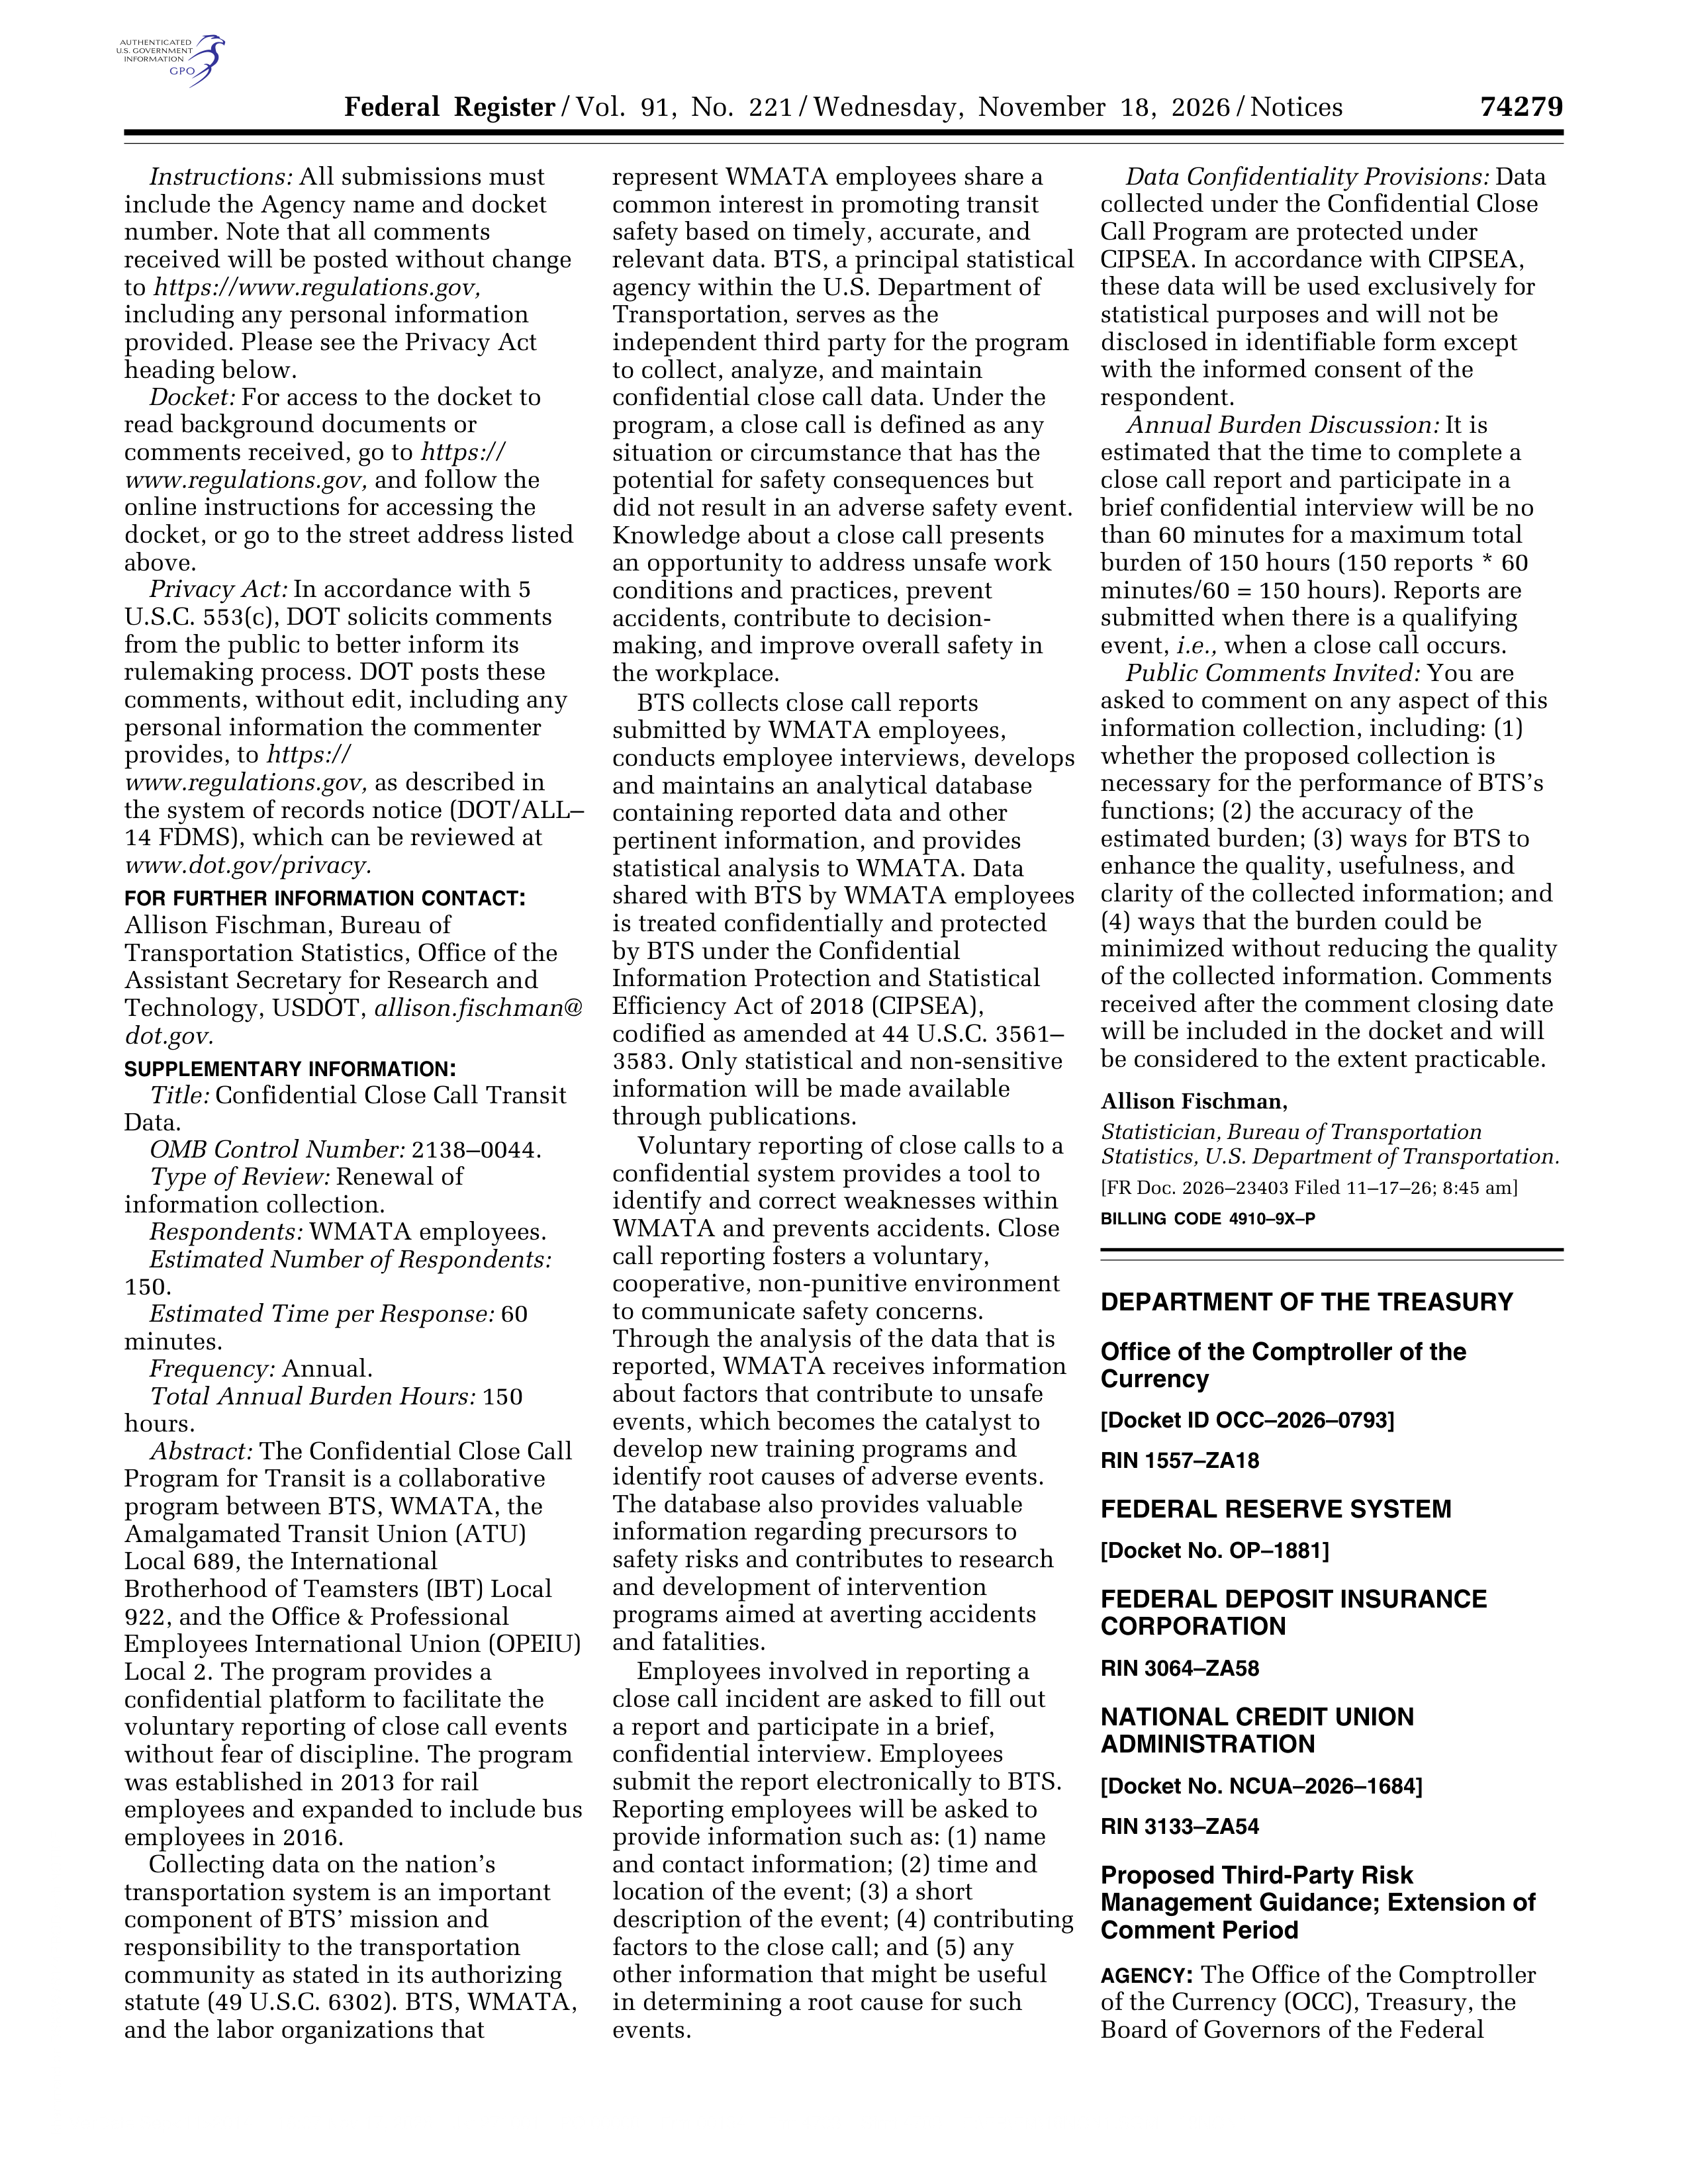 AUTHENTICATED
U.S. GOVERNMENT
INFORMATION
GPO
Federal Register / Vol. 91, No. 221 / Wednesday, November 18, 2026 / Notices 74279
Instructions: All submissions must
include the Agency name and docket
number. Note that all comments
received will be posted without change
to https://www.regulations.gov,
including any personal information
provided. Please see the Privacy Act
heading below.
Docket: For access to the docket to
read background documents or
comments received, go to https://
www.regulations.gov, and follow the
online instructions for accessing the
docket, or go to the street address listed
above.
Privacy Act: In accordance with 5
U.S.C. 553(c), DOT solicits comments
from the public to better inform its
rulemaking process. DOT posts these
comments, without edit, including any
personal information the commenter
provides, to https://
www.regulations.gov, as described in
the system of records notice (DOT/ALL–
14 FDMS), which can be reviewed at
www.dot.gov/privacy.
FOR FURTHER INFORMATION CONTACT:
Allison Fischman, Bureau of
Transportation Statistics, Office of the
Assistant Secretary for Research and
Technology, USDOT, allison.fischman@
dot.gov.
SUPPLEMENTARY INFORMATION:
Title: Confidential Close Call Transit
Data.
OMB Control Number: 2138–0044.
Type of Review: Renewal of
information collection.
Respondents: WMATA employees.
Estimated Number of Respondents:
150.
Estimated Time per Response: 60
minutes.
Frequency: Annual.
Total Annual Burden Hours: 150
hours.
Abstract: The Confidential Close Call
Program for Transit is a collaborative
program between BTS, WMATA, the
Amalgamated Transit Union (ATU)
Local 689, the International
Brotherhood of Teamsters (IBT) Local
922, and the Office & Professional
Employees International Union (OPEIU)
Local 2. The program provides a
confidential platform to facilitate the
voluntary reporting of close call events
without fear of discipline. The program
was established in 2013 for rail
employees and expanded to include bus
employees in 2016.
Collecting data on the nation’s
transportation system is an important
component of BTS’ mission and
responsibility to the transportation
community as stated in its authorizing
statute (49 U.S.C. 6302). BTS, WMATA,
and the labor organizations that
represent WMATA employees share a
common interest in promoting transit
safety based on timely, accurate, and
relevant data. BTS, a principal statistical
agency within the U.S. Department of
Transportation, serves as the
independent third party for the program
to collect, analyze, and maintain
confidential close call data. Under the
program, a close call is defined as any
situation or circumstance that has the
potential for safety consequences but
did not result in an adverse safety event.
Knowledge about a close call presents
an opportunity to address unsafe work
conditions and practices, prevent
accidents, contribute to decision-
making, and improve overall safety in
the workplace.
BTS collects close call reports
submitted by WMATA employees,
conducts employee interviews, develops
and maintains an analytical database
containing reported data and other
pertinent information, and provides
statistical analysis to WMATA. Data
shared with BTS by WMATA employees
is treated confidentially and protected
by BTS under the Confidential
Information Protection and Statistical
Efficiency Act of 2018 (CIPSEA),
codified as amended at 44 U.S.C. 3561–
3583. Only statistical and non-sensitive
information will be made available
through publications.
Voluntary reporting of close calls to a
confidential system provides a tool to
identify and correct weaknesses within
WMATA and prevents accidents. Close
call reporting fosters a voluntary,
cooperative, non-punitive environment
to communicate safety concerns.
Through the analysis of the data that is
reported, WMATA receives information
about factors that contribute to unsafe
events, which becomes the catalyst to
develop new training programs and
identify root causes of adverse events.
The database also provides valuable
information regarding precursors to
safety risks and contributes to research
and development of intervention
programs aimed at averting accidents
and fatalities.
Employees involved in reporting a
close call incident are asked to fill out
a report and participate in a brief,
confidential interview. Employees
submit the report electronically to BTS.
Reporting employees will be asked to
provide information such as: (1) name
and contact information; (2) time and
location of the event; (3) a short
description of the event; (4) contributing
factors to the close call; and (5) any
other information that might be useful
in determining a root cause for such
events.
Data Confidentiality Provisions: Data
collected under the Confidential Close
Call Program are protected under
CIPSEA. In accordance with CIPSEA,
these data will be used exclusively for
statistical purposes and will not be
disclosed in identifiable form except
with the informed consent of the
respondent.
Annual Burden Discussion: It is
estimated that the time to complete a
close call report and participate in a
brief confidential interview will be no
than 60 minutes for a maximum total
burden of 150 hours (150 reports * 60
minutes/60 = 150 hours). Reports are
submitted when there is a qualifying
event, i.e., when a close call occurs.
Public Comments Invited: You are
asked to comment on any aspect of this
information collection, including: (1)
whether the proposed collection is
necessary for the performance of BTS’s
functions; (2) the accuracy of the
estimated burden; (3) ways for BTS to
enhance the quality, usefulness, and
clarity of the collected information; and
(4) ways that the burden could be
minimized without reducing the quality
of the collected information. Comments
received after the comment closing date
will be included in the docket and will
be considered to the extent practicable.
Allison Fischman,
Statistician, Bureau of Transportation
Statistics, U.S. Department of Transportation.
[FR Doc. 2026–23403 Filed 11–17–26; 8:45 am]
BILLING CODE 4910–9X–P
DEPARTMENT OF THE TREASURY
Office of the Comptroller of the
Currency
[Docket ID OCC–2026–0793]
RIN 1557–ZA18
FEDERAL RESERVE SYSTEM
[Docket No. OP–1881]
FEDERAL DEPOSIT INSURANCE
CORPORATION
RIN 3064–ZA58
NATIONAL CREDIT UNION
ADMINISTRATION
[Docket No. NCUA–2026–1684]
RIN 3133–ZA54
Proposed Third-Party Risk
Management Guidance; Extension of
Comment Period
AGENCY: The Office of the Comptroller
of the Currency (OCC), Treasury, the
Board of Governors of the Federal